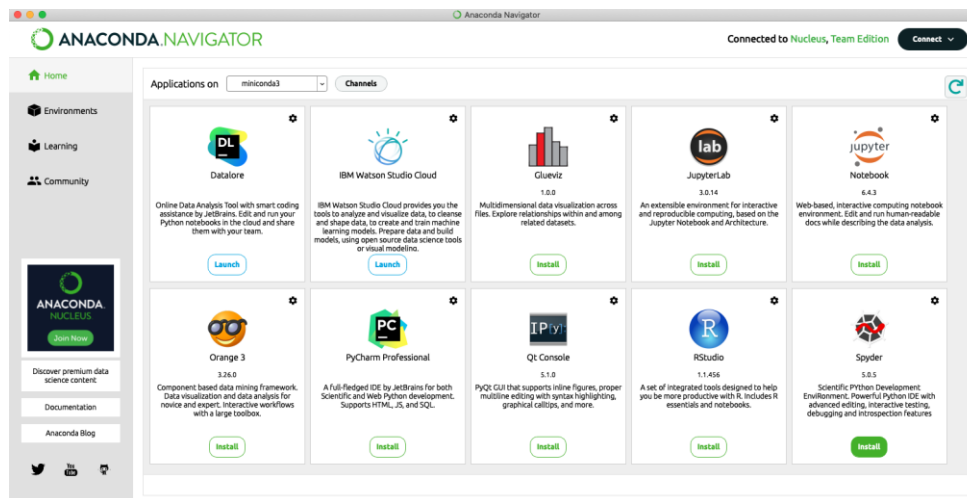 Anaconda Navigator
ANACONDA.NAVIGATOR
Connected to Nucleus, Team Edition
Connect
Home
Environments
Learning
Community
ANACONDA.
NUCLEUS
Join Now
Discover premium data
science content
Documentation
Anaconda Blog
You
Tube
Applications on
miniconda3
Channels
DL
Datalore
Online Data Analysis Tool with smart coding
assistance by JetBrains. Edit and run your
Python notebooks in the cloud and share
them with your team.
Launch
IBM Watson Studio Cloud
IBM Watson Studio Cloud provides you the
tools to analyze and visualize data, to cleanse
and shape data, to create and train machine
learning models. Prepare data and build
models, using open source data science tools
or visual modeling.
Launch
Glueviz
1.0.0
Multidimensional data visualization across
files. Explore relationships within and among
related datasets.
Install
lab
JupyterLab
3.0.14
An extensible environment for interactive
and reproducible computing, based on the
Jupyter Notebook and Architecture.
Install
jupyter
Notebook
6.4.3
Web-based, interactive computing notebook
environment. Edit and run human-readable
docs while describing the data analysis.
Install
Orange 3
3.26.0
Component based data mining framework.
Data visualization and data analysis for
novice and expert. Interactive workflows
with a large toolbox.
Install
PC
PyCharm Professional
A full-fledged IDE by JetBrains for both
Scientific and Web Python development.
Supports HTML, JS, and SQL.
Install
IP[y]
Qt Console
5.1.0
PyQt GUI that supports inline figures, proper
multiline editing with syntax highlighting,
graphical calltips, and more.
Install
R
RStudio
1.1.456
A set of integrated tools designed to help
you be more productive with R. Includes R
essentials and notebooks.
Install
Spyder
5.0.5
Scientific PYthon Development
EnviRonment. Powerful Python IDE with
advanced editing, interactive testing,
debugging and introspection features
Install